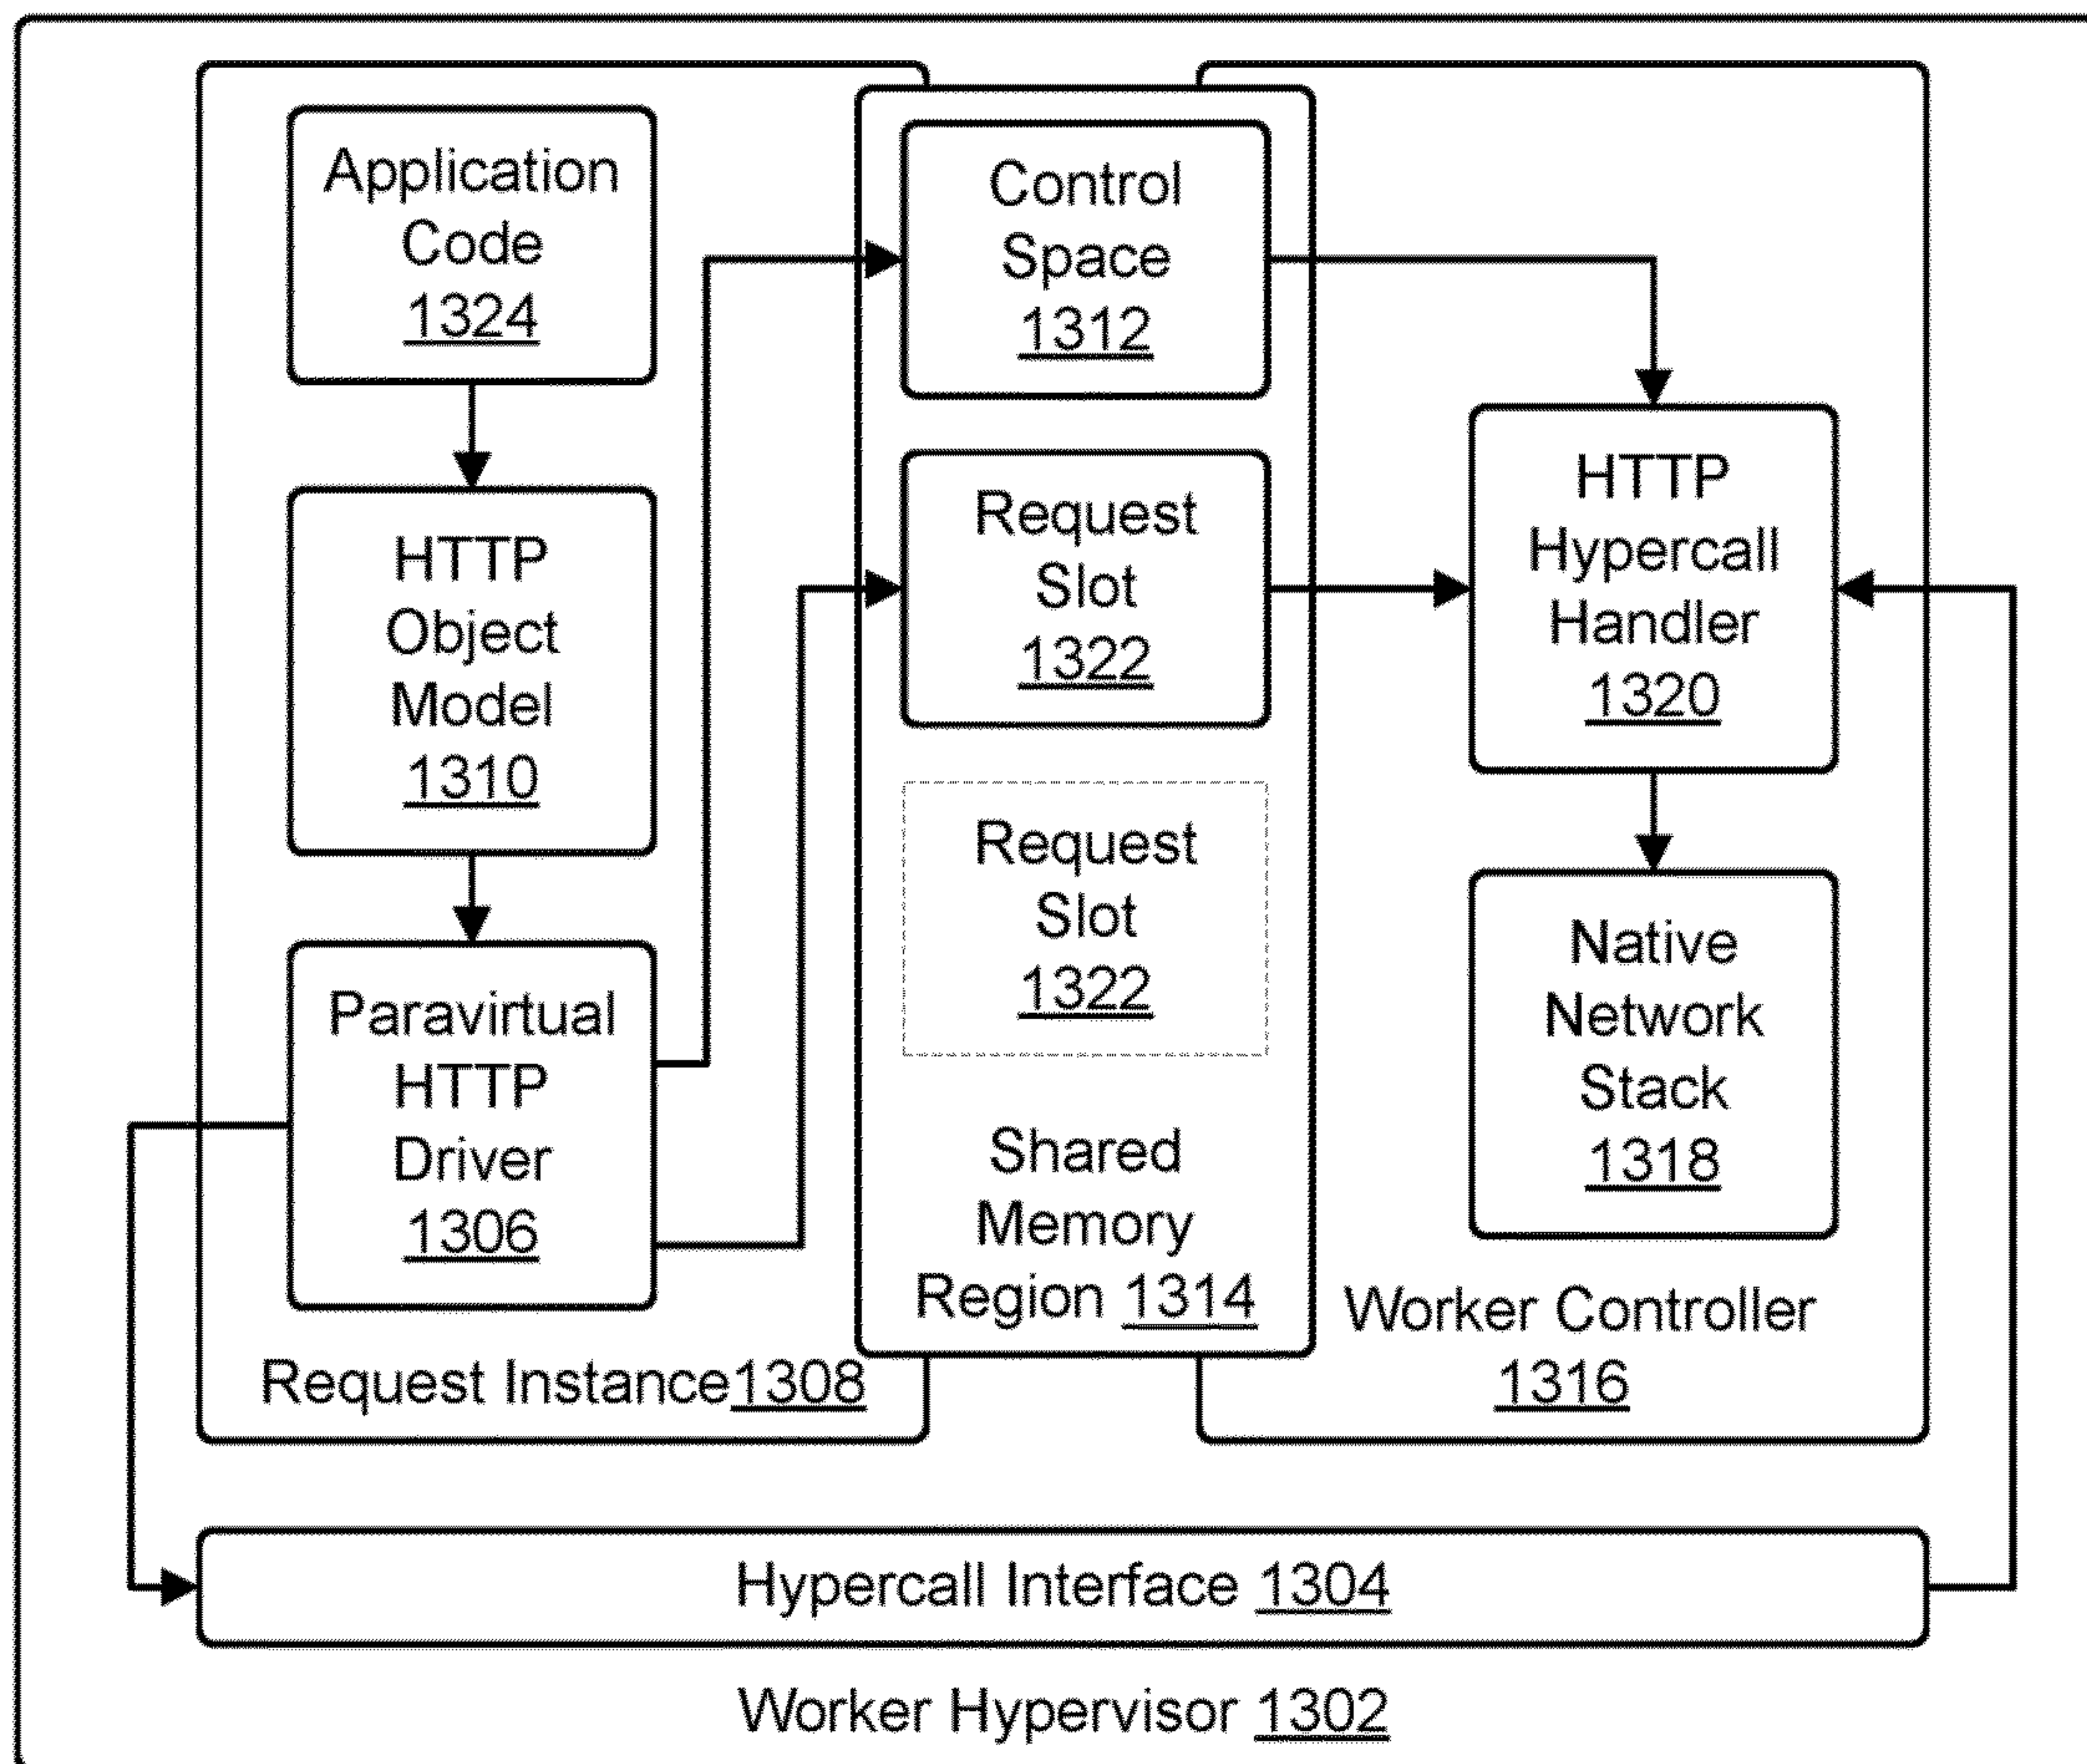 Application
Code
1324
HTTP
Object
Model
1310
Paravirtual
HTTP
Driver
1306
Request Instance1308
Control
Space
1312
Request
Slot
1322
Request
Slot
1322
Shared
Memory
Region 1314
HTTP
Hypercall
Handler
1320
Native
Network
Stack
1318
Worker Controller
1316
Hypercall Interface 1304
Worker Hypervisor 1302